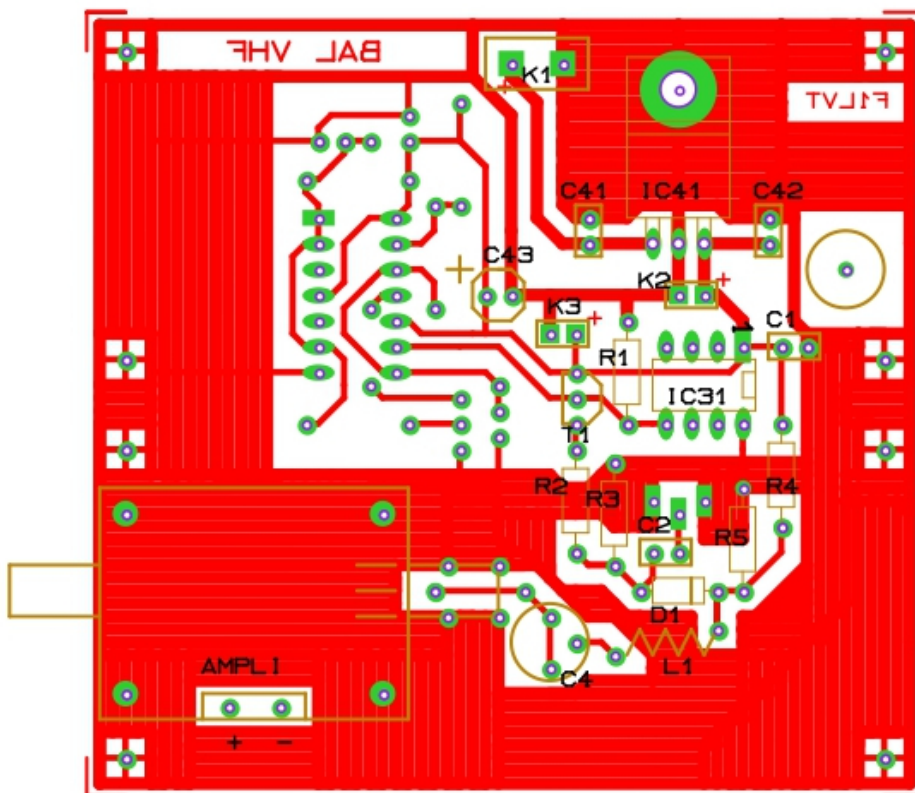 BAL VHF
K1
+
F1LVT
C41
IC41
C42
+
C43
K2
+
K3
+
1
C1
R1
IC31
T1
R2
R3
C2
R5
R4
D1
L1
C4
AMPLI
+ -